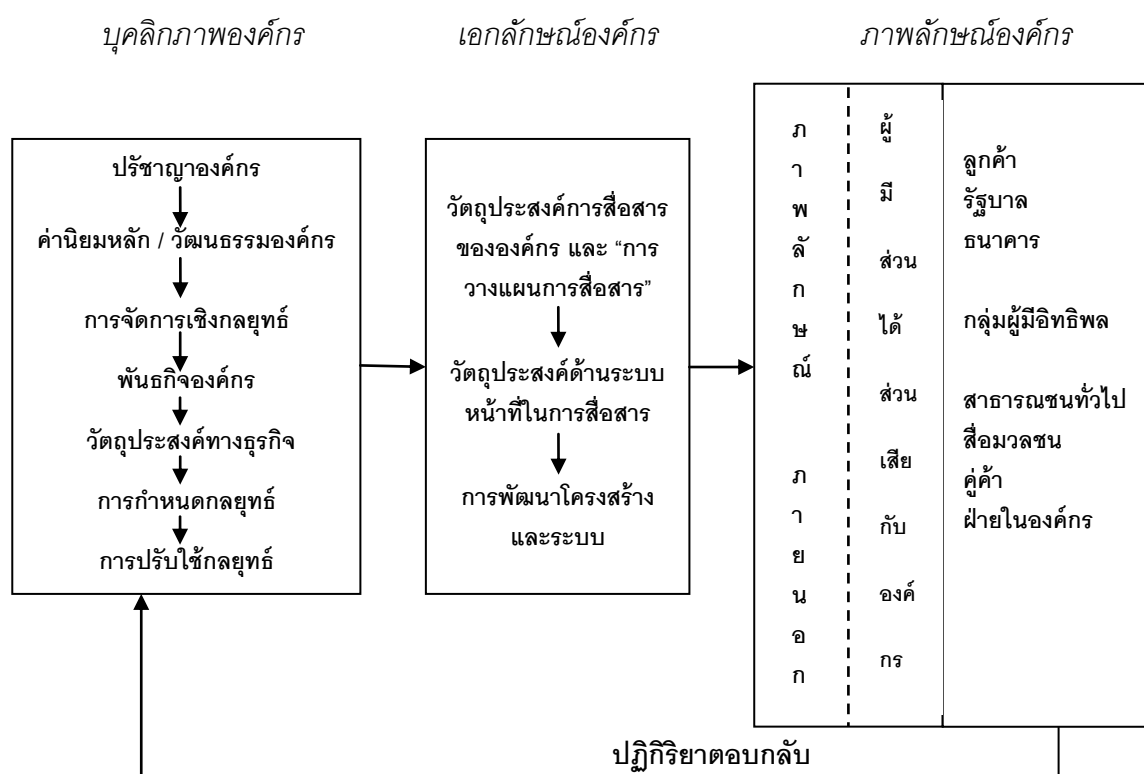 บุคลิกภาพองค์กร
เอกลักษณ์องค์กร
ภาพลักษณ์องค์กร
ปรัชญาองค์กร
ค่านิยมหลัก / วัฒนธรรมองค์กร
การจัดการเชิงกลยุทธ์
พันธกิจองค์กร
วัตถุประสงค์ทางธุรกิจ
การกำหนดกลยุทธ์
การปรับใช้กลยุทธ์
วัตถุประสงค์การสื่อสาร
ขององค์กร และ “การ
วางแผนการสื่อสาร”
วัตถุประสงค์ด้านระบบ
หน้าที่ในการสื่อสาร
การพัฒนาโครงสร้าง
และระบบ
ภาพลักษณ์ ภายนอก
ผู้มีส่วนได้ส่วนเสียกับองค์กร
ลูกค้า
รัฐบาล
ธนาคาร
กลุ่มผู้มีอิทธิพล
สาธารณชนทั่วไป
สื่อมวลชน
คู่ค้า
ฝ่ายในองค์กร
ปฏิกิริยาตอบกลับ